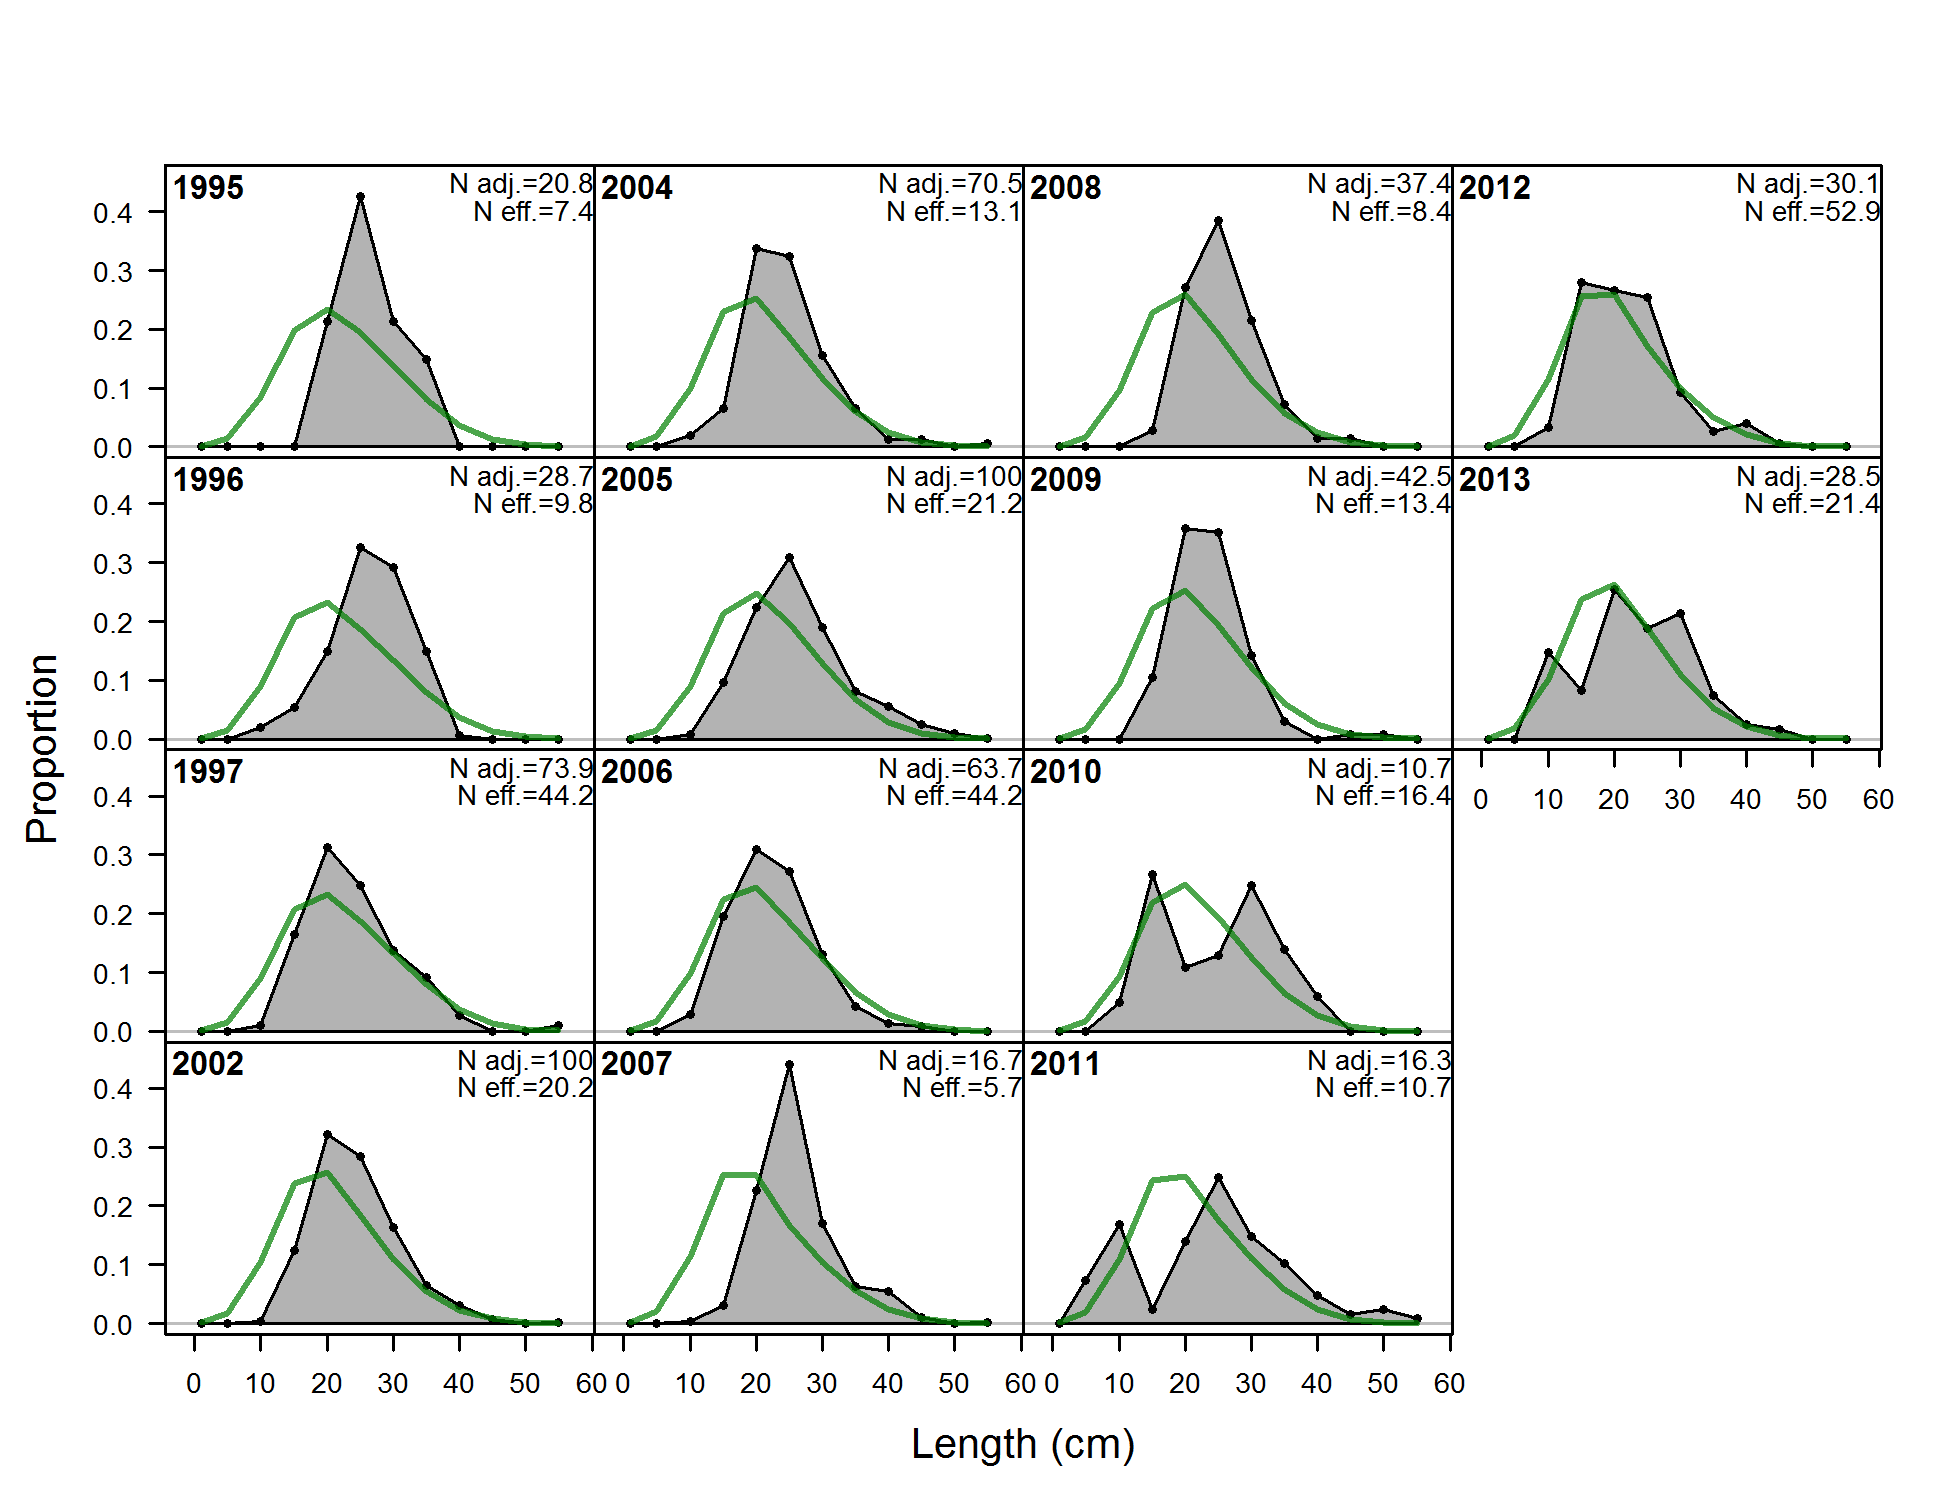 1995 N adj.=20.8
N eff.=7.4
2004 N adj.=70.5
N eff.=13.1
2008 N adj.=37.4
N eff.=8.4
2012 N adj.=30.1
N eff.=52.9
0.4
0.3
0.2
0.1
0.0
1996 N adj.=28.7
N eff.=9.8
2005 N adj.=100
N eff.=21.2
2009 N adj.=42.5
N eff.=13.4
2013 N adj.=28.5
N eff.=21.4
0.4
0.3
0.2
0.1
0.0
1997 N adj.=73.9
N eff.=44.2
2006 N adj.=63.7
N eff.=44.2
2010 N adj.=10.7
N eff.=16.4
0 10 20 30 40 50 60
0.4
0.3
0.2
0.1
0.0
2002 N adj.=100
N eff.=20.2
2007 N adj.=16.7
N eff.=5.7
2011 N adj.=16.3
N eff.=10.7
0.4
0.3
0.2
0.1
0.0
0 10 20 30 40 50 60
0 10 20 30 40 50 60
0 10 20 30 40 50 60
Proportion
Length (cm)